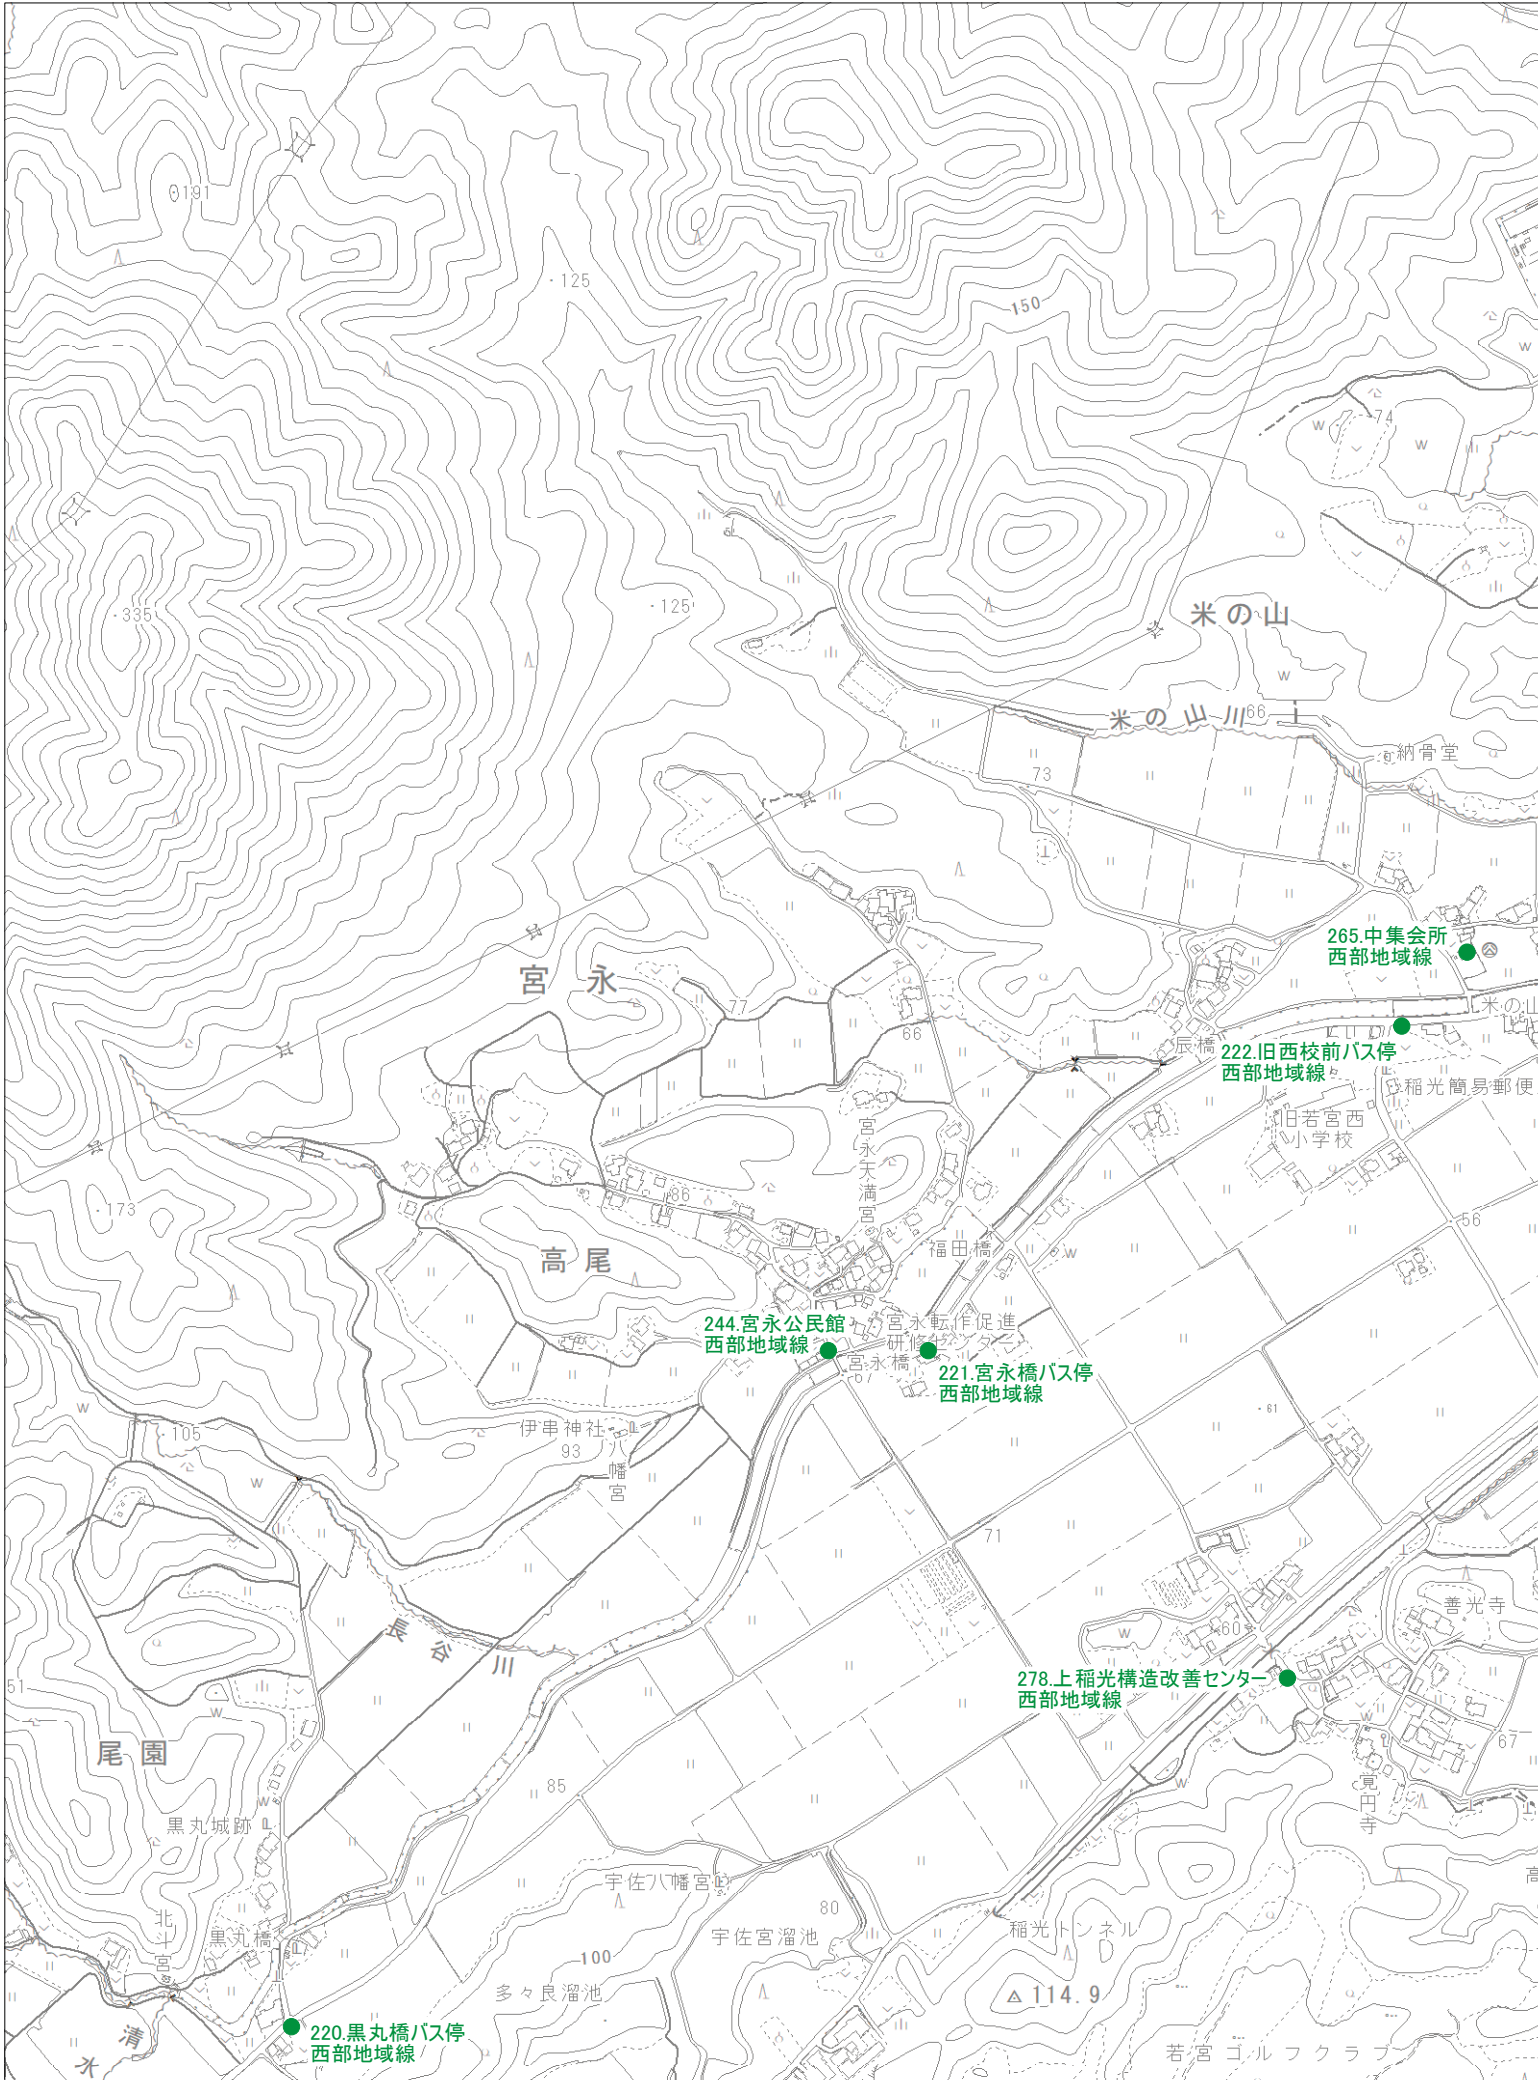 191
125
150
74
335
125
米の山
米の山川
66
納骨堂
73
265.中集会所
西部地域線
宮永
77
66
辰橋
米の山
222.旧西校前バス停
西部地域線
稲光簡易郵便
旧若宮西
小学校
宮永天満宮
173
86
56
高尾
福田橋
244.宮永公民館
西部地域線
宮永転作促進
研修センター
宮永橋
67
221.宮永橋バス停
西部地域線
61
105
伊串神社
93
八幡宮
71
善光寺
長谷川
60
278.上稲光構造改善センター
西部地域線
51
尾園
67
85
覚円寺
黒丸城跡
宇佐八幡宮
80
高
北斗宮
黒丸橋
宇佐宮溜池
稲光トンネル
100
多々良溜池
114.9
清水
220.黒丸橋バス停
西部地域線
若宮ゴルフクラブ